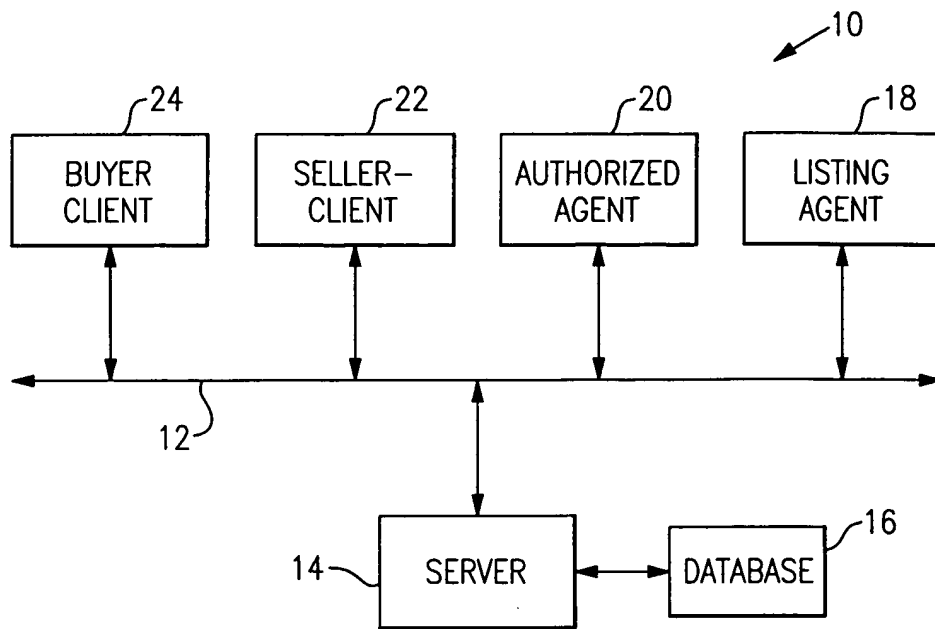 10
24
22
20
18
BUYER
CLIENT
SELLER-
CLIENT
AUTHORIZED
AGENT
LISTING
AGENT
12
14
SERVER
16
DATABASE